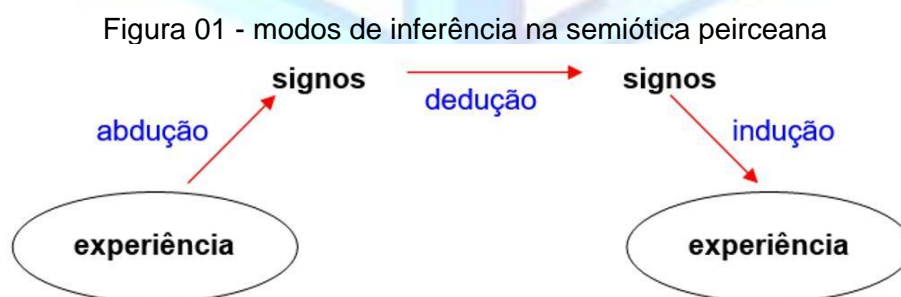 Figura 01 - modos de inferência na semiótica peirceana
signos
signos
dedução
abdução
indução
experiência
experiência